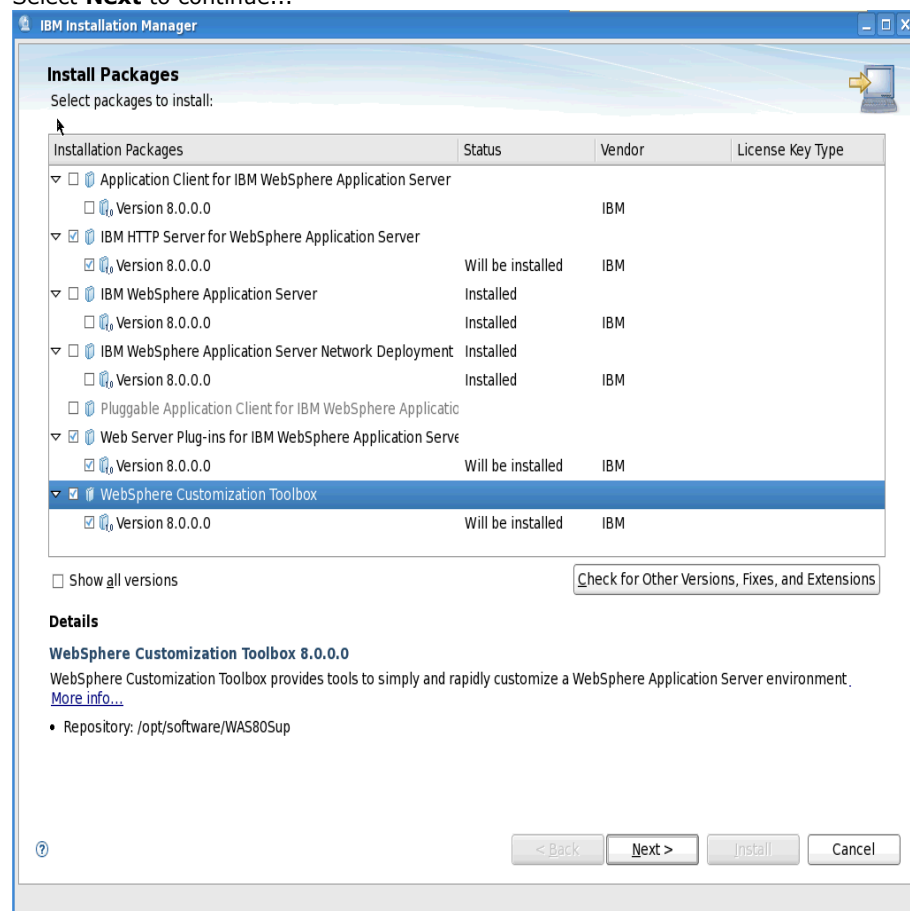 Select Next to continue...
IBM Installation Manager
Install Packages
Select packages to install:
Installation Packages Status Vendor License Key Type
Application Client for IBM WebSphere Application Server
Version 8.0.0.0 IBM
IBM HTTP Server for WebSphere Application Server
Version 8.0.0.0 Will be installed IBM
IBM WebSphere Application Server Installed
Version 8.0.0.0 Installed IBM
IBM WebSphere Application Server Network Deployment Installed
Version 8.0.0.0 Installed IBM
Pluggable Application Client for IBM WebSphere Applicatio
Web Server Plug-ins for IBM WebSphere Application Serve
Version 8.0.0.0 Will be installed IBM
WebSphere Customization Toolbox
Version 8.0.0.0 Will be installed IBM
Show all versions Check for Other Versions, Fixes, and Extensions
Details
WebSphere Customization Toolbox 8.0.0.0
WebSphere Customization Toolbox provides tools to simply and rapidly customize a WebSphere Application Server environment.
More info...
• Repository: /opt/software/WAS80Sup
? < Back Next > Install Cancel